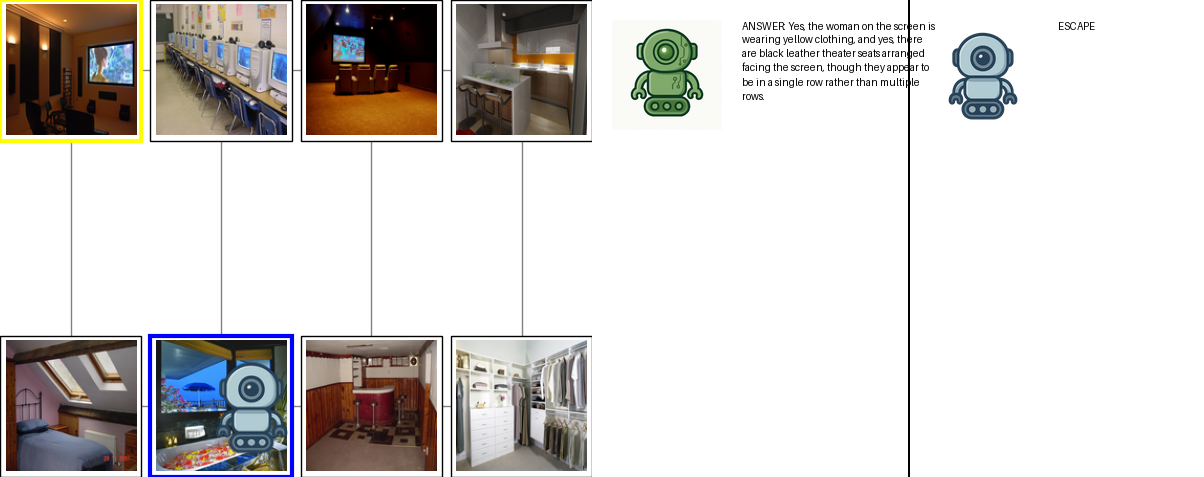 ANSWER: Yes, the woman on the screen is
wearing yellow clothing, and yes, there
are black leather theater seats arranged
facing the screen, though they appear to
be in a single row rather than multiple
rows.
ESCAPE